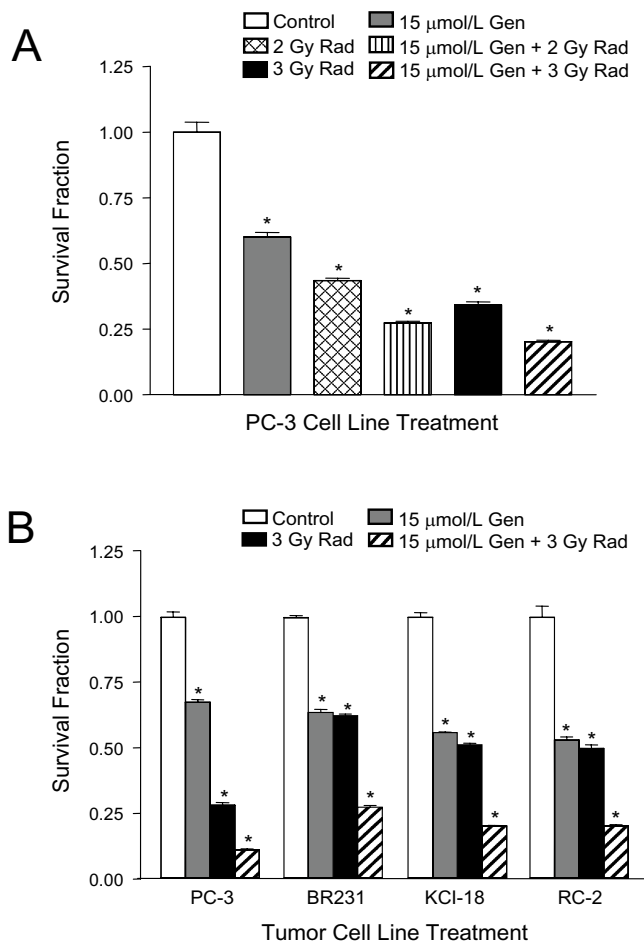 A
Control
15 μmol/L Gen
2 Gy Rad
15 μmol/L Gen + 2 Gy Rad
3 Gy Rad
15 μmol/L Gen + 3 Gy Rad
Survival Fraction
1.25
1.00
0.75
0.50
0.25
0.00
*
*
*
*
*
PC-3 Cell Line Treatment
B
Control
15 μmol/L Gen
3 Gy Rad
15 μmol/L Gen + 3 Gy Rad
Survival Fraction
1.25
1.00
0.75
0.50
0.25
0.00
* * *
* * *
* * *
* * *
PC-3 BR231 KCI-18 RC-2
Tumor Cell Line Treatment